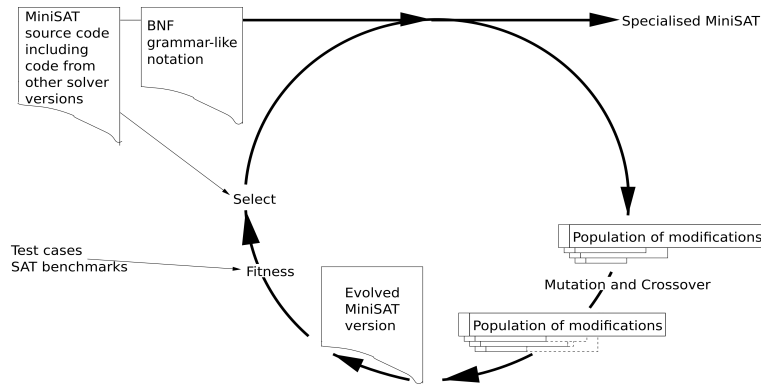 MiniSAT
source code
including
code from
other solver
versions
BNF
grammar-like
notation
Specialised MiniSAT
Select
Test cases
SAT benchmarks
Fitness
Population of modifications
Mutation and Crossover
Evolved
MiniSAT
version
Population of modifications